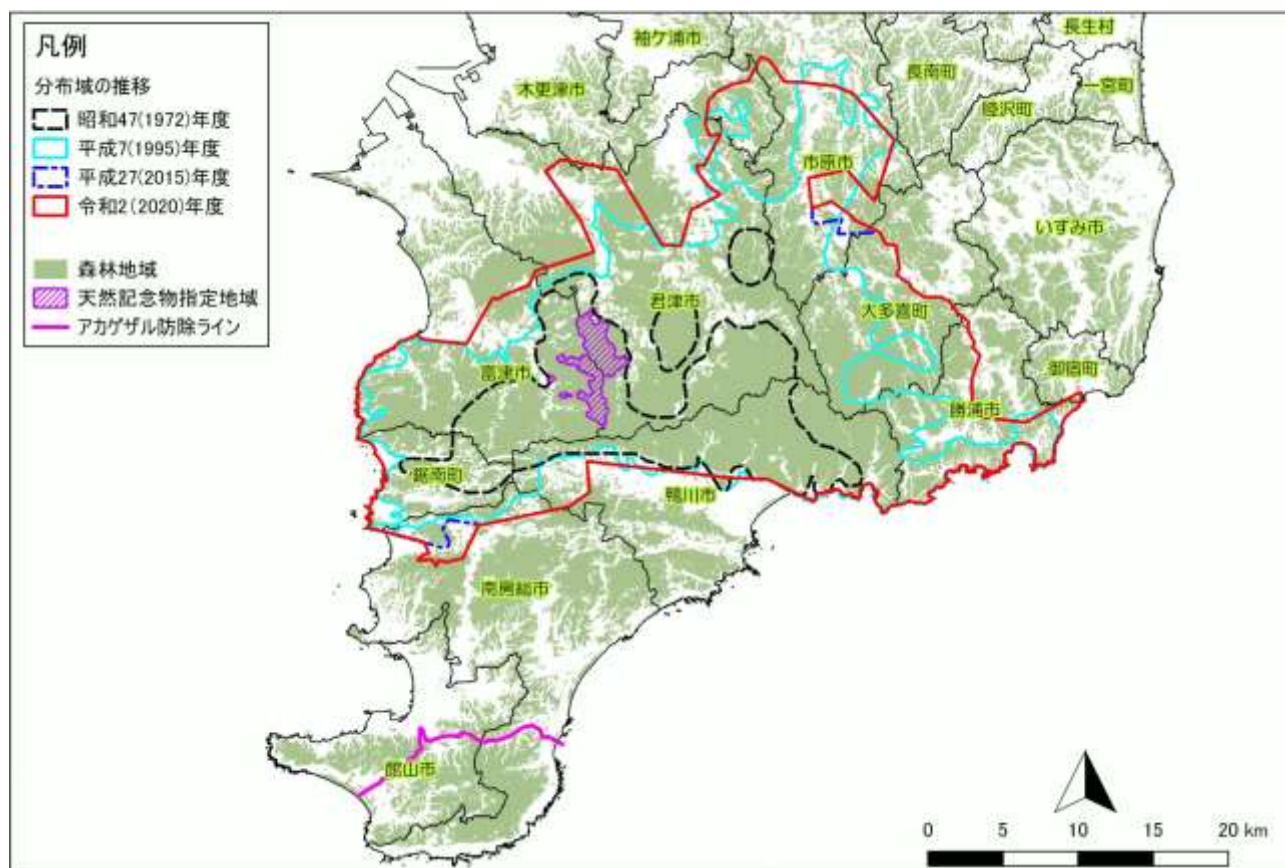 凡例
分布域の推移
昭和47(1972)年度
平成7(1995)年度
平成27(2015)年度
令和2(2020)年度
森林地域
天然記念物指定地域
アカゲザル防除ライン
袖ケ浦市
長生村
木更津市
長南町
一宮町
睦沢町
市原市
いすみ市
君津市
大多喜町
富津市
御宿町
勝浦市
鋸南町
鴨川市
南房総市
館山市
0 5 10 15 20 km